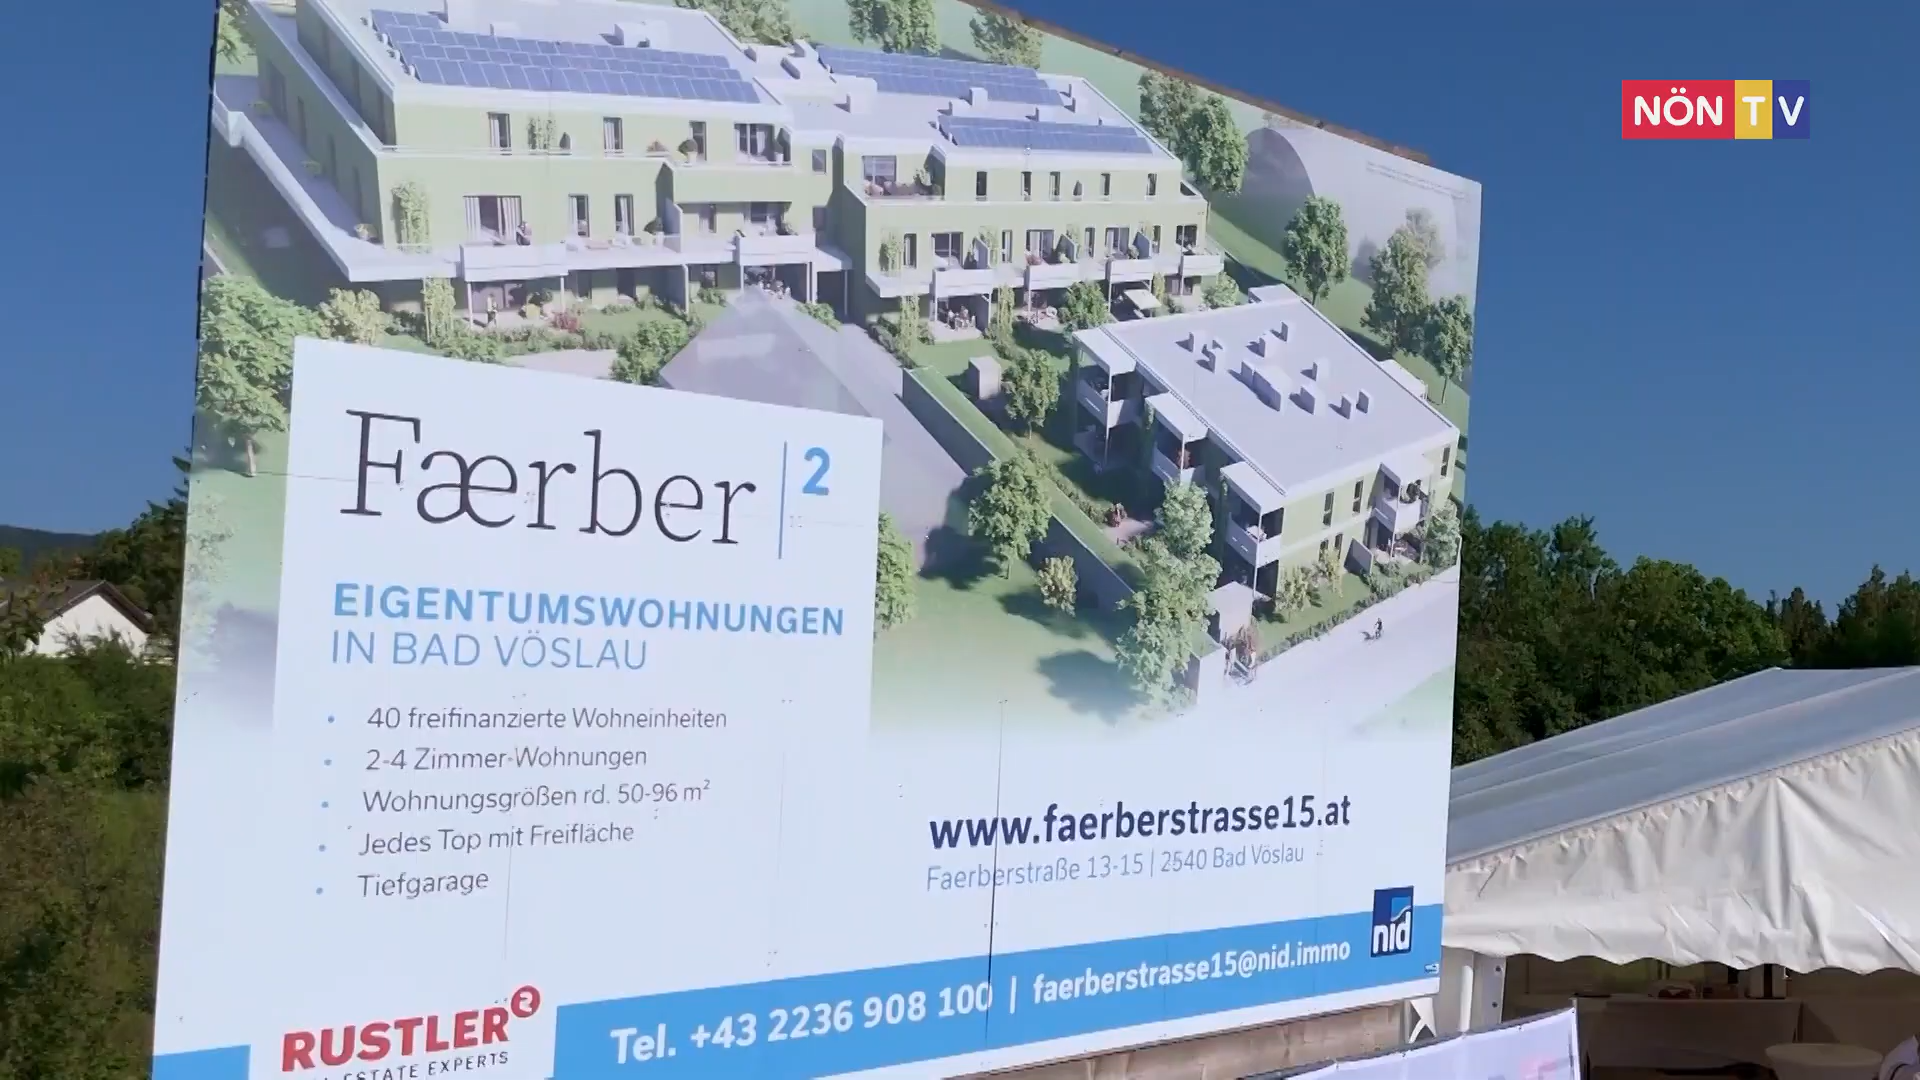 NÖN TV
Færber | 2
EIGENTUMSWOHNUNGEN
IN BAD VÖSLAU
• 40 freifinanzierte Wohneinheiten
• 2-4 Zimmer-Wohnungen
• Wohnungsgrößen rd. 50-96 m²
• Jedes Top mit Freifläche
• Tiefgarage
www.faerberstrasse15.at
Faerberstraße 13-15 | 2540 Bad Vöslau
nid
Tel. +43 2236 908 100 | faerberstrasse15@nid.immo
RUSTLER
ESTATE EXPERTS